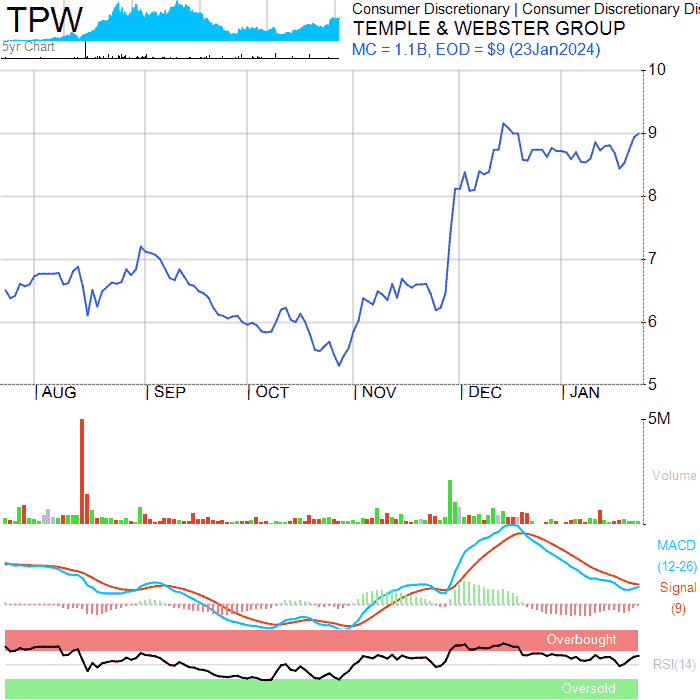 TPW
5yr Chart
Consumer Discretionary | Consumer Discretionary Dis
TEMPLE & WEBSTER GROUP
MC = 1.1B, EOD = $9 (23Jan2024)
10
9
8
7
6
5
AUG SEP OCT NOV DEC JAN
5M
Volume
MACD
(12-26)
Signal
(9)
Overbought
RSI(14)
Oversold